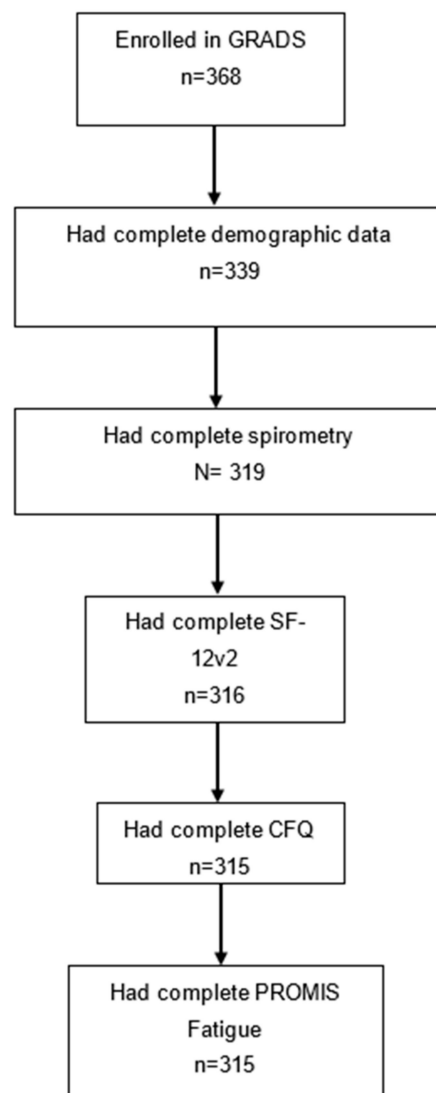 Enrolled in GRADS
n=368
Had complete demographic data
n=339
Had complete spirometry
N= 319
Had complete SF-
12v2
n=316
Had complete CFQ
n=315
Had complete PROMIS
Fatigue
n=315